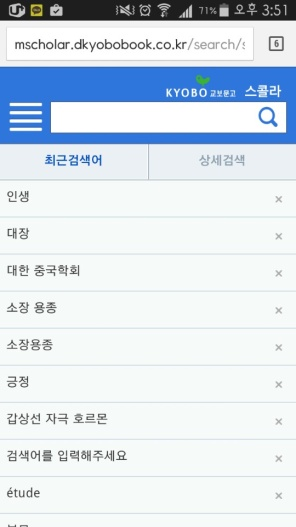 71% 오후 3:51
mscholar.dkyobobook.co.kr/search/s
6
KYOBO 교보문고 스콜라
최근검색어 상세검색
인생 ×
대장 ×
대한 중국학회 ×
소장 용종 ×
소장용종 ×
긍정 ×
갑상선 자극 호르몬 ×
검색어를 입력해주세요 ×
étude ×